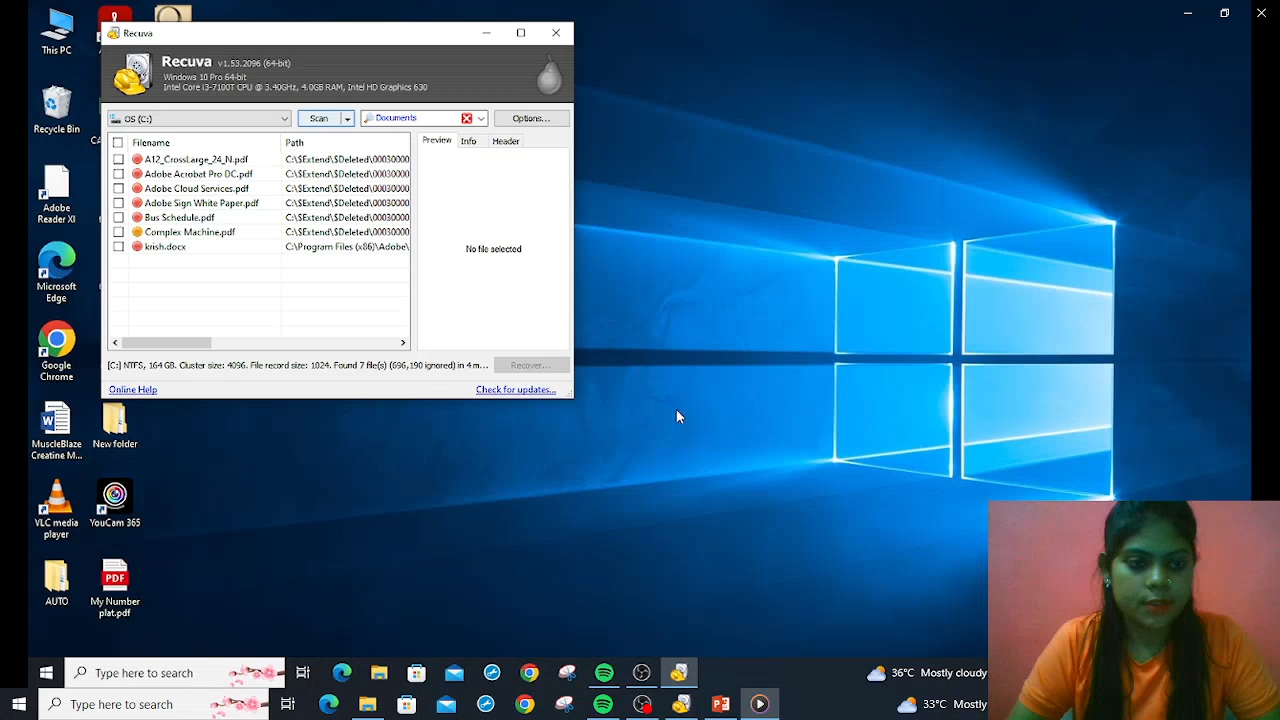 This PC
Recycle Bin
Adobe
Reader XI
Microsoft
Edge
Google
Chrome
MuscleBlaze
Creatine M...
New folder
VLC media
player
YouCam 365
AUTO
My Number
plat.pdf
Recuva
Recuva v1.53.2096 (64-bit)
Windows 10 Pro 64-bit
Intel Core i3-7100T CPU @ 3.40GHz, 4.0GB RAM, Intel HD Graphics 630
OS (C:)
Scan
Documents
Options...
Filename Path
A12_CrossLarge_24_N.pdf C:\$Extend\$Deleted\00030000
Adobe Acrobat Pro DC.pdf C:\$Extend\$Deleted\00030000
Adobe Cloud Services.pdf C:\$Extend\$Deleted\00030000
Adobe Sign White Paper.pdf C:\$Extend\$Deleted\00030000
Bus Schedule.pdf C:\$Extend\$Deleted\00030000
Complex Machine.pdf C:\$Extend\$Deleted\00030000
krish.docx C:\Program Files (x86)\Adobe\
Preview Info Header
No file selected
[C:] NTFS, 164 GB. Cluster size: 4096. File record size: 1024. Found 7 file(s) (696,190 ignored) in 4 m...
Recover...
Online Help
Check for updates...
Type here to search
36°C Mostly cloudy
Type here to search
33°C Mostly
PDF